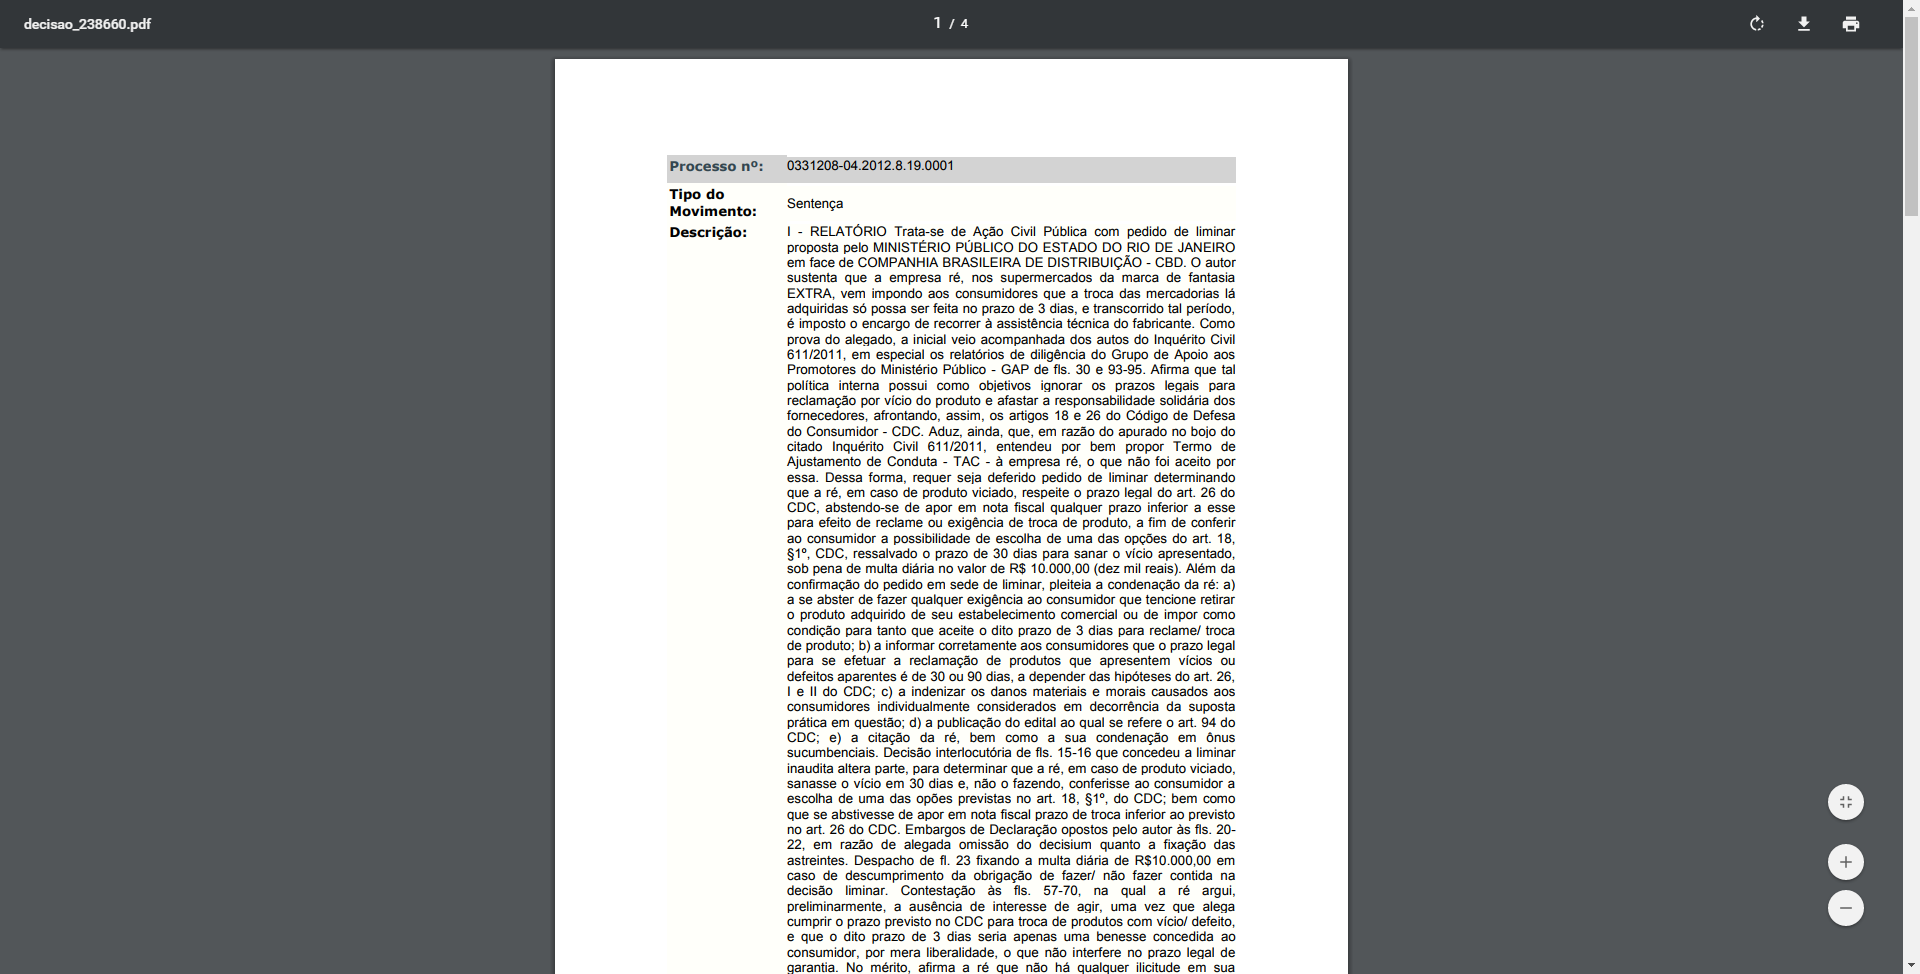 decisao_238660.pdf
1 / 4
Processo nº: 0331208-04.2012.8.19.0001
Tipo do
Movimento:
Sentença
Descrição:
I - RELATÓRIO Trata-se de Ação Civil Pública com pedido de liminar
proposta pelo MINISTÉRIO PÚBLICO DO ESTADO DO RIO DE JANEIRO
em face de COMPANHIA BRASILEIRA DE DISTRIBUIÇÃO - CBD. O autor
sustenta que a empresa ré, nos supermercados da marca de fantasia
EXTRA, vem impondo aos consumidores que a troca das mercadorias lá
adquiridas só possa ser feita no prazo de 3 dias, e transcorrido tal período,
é imposto o encargo de recorrer à assistência técnica do fabricante. Como
prova do alegado, a inicial veio acompanhada dos autos do Inquérito Civil
611/2011, em especial os relatórios de diligência do Grupo de Apoio aos
Promotores do Ministério Público - GAP de fls. 30 e 93-95. Afirma que tal
política interna possui como objetivos ignorar os prazos legais para
reclamação por vício do produto e afastar a responsabilidade solidária dos
fornecedores, afrontando, assim, os artigos 18 e 26 do Código de Defesa
do Consumidor - CDC. Aduz, ainda, que, em razão do apurado no bojo do
citado Inquérito Civil 611/2011, entendeu por bem propor Termo de
Ajustamento de Conduta - TAC - à empresa ré, o que não foi aceito por
essa. Dessa forma, requer seja deferido pedido de liminar determinando
que a ré, em caso de produto viciado, respeite o prazo legal do art. 26 do
CDC, abstendo-se de apor em nota fiscal qualquer prazo inferior a esse
para efeito de reclame ou exigência de troca de produto, a fim de conferir
ao consumidor a possibilidade de escolha de uma das opções do art. 18,
§1º, CDC, ressalvado o prazo de 30 dias para sanar o vício apresentado,
sob pena de multa diária no valor de R$ 10.000,00 (dez mil reais). Além da
confirmação do pedido em sede de liminar, pleiteia a condenação da ré: a)
a se abster de fazer qualquer exigência ao consumidor que tencione retirar
o produto adquirido de seu estabelecimento comercial ou de impor como
condição para tanto que aceite o dito prazo de 3 dias para reclame/ troca
de produto; b) a informar corretamente aos consumidores que o prazo legal
para se efetuar a reclamação de produtos que apresentem vícios ou
defeitos aparentes é de 30 ou 90 dias, a depender das hipóteses do art. 26,
I e II do CDC; c) a indenizar os danos materiais e morais causados aos
consumidores individualmente considerados em decorrência da suposta
prática em questão; d) a publicação do edital ao qual se refere o art. 94 do
CDC; e) a citação da ré, bem como a sua condenação em ônus
sucumbenciais. Decisão interlocutória de fls. 15-16 que concedeu a liminar
inaudita altera parte, para determinar que a ré, em caso de produto viciado,
sanasse o vício em 30 dias e, não o fazendo, conferisse ao consumidor a
escolha de uma das opões previstas no art. 18, §1º, do CDC; bem como
que se abstivesse de apor em nota fiscal prazo de troca inferior ao previsto
no art. 26 do CDC. Embargos de Declaração opostos pelo autor às fls. 20-
22, em razão de alegada omissão do decisium quanto a fixação das
astreintes. Despacho de fl. 23 fixando a multa diária de R$10.000,00 em
caso de descumprimento da obrigação de fazer/ não fazer contida na
decisão liminar. Contestação às fls. 57-70, na qual a ré argui,
preliminarmente, a ausência de interesse de agir, uma vez que alega
cumprir o prazo previsto no CDC para troca de produtos com vício/ defeito,
e que o dito prazo de 3 dias seria apenas uma benesse concedida ao
consumidor, por mera liberalidade, o que não interfere no prazo legal de
garantia. No mérito, afirma a ré que não há qualquer ilicitude em sua